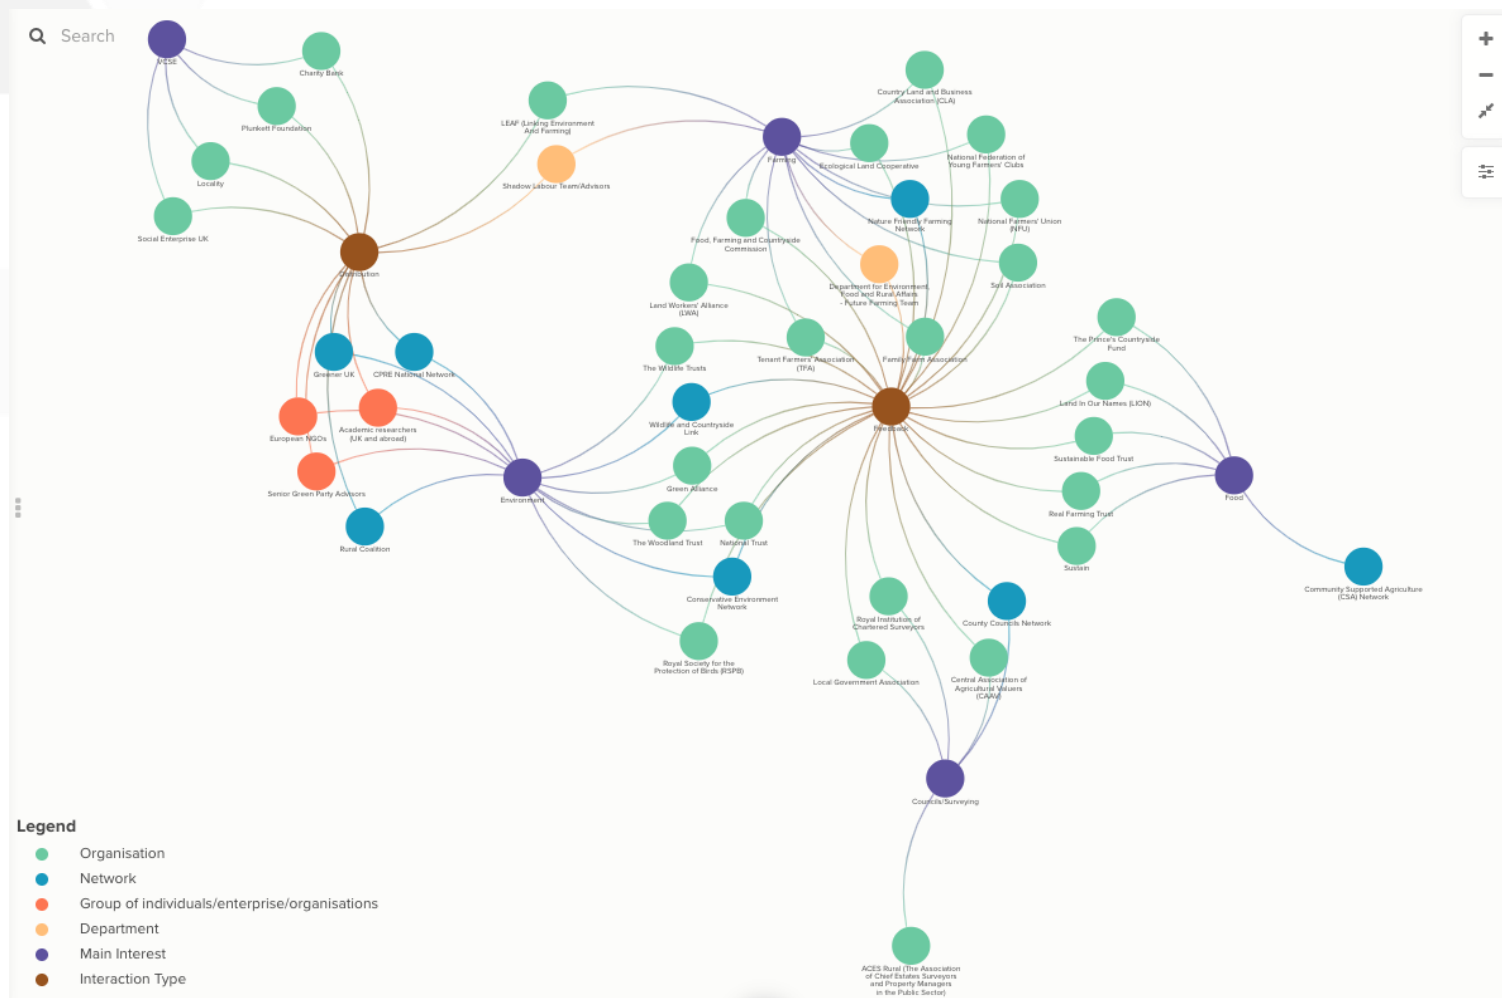 Search
VCSE
Charity Bank
Plunkett Foundation
Locality
Social Enterprise UK
LEAF (Linking Environment
And Farming)
Shadow Labour Team/Advisors
Distribution
Farming
Country Land and Business
Association (CLA)
Ecological Land Cooperative
National Federation of
Young Farmers' Clubs
Nature Friendly Farming
Network
National Farmers' Union
(NFU)
Food, Farming and Countryside
Commission
Soil Association
Department for Environment,
Food and Rural Affairs
- Future Farming Team
Land Workers' Alliance
(LWA)
The Wildlife Trusts
Tenant Farmers' Association
(TFA)
Family Farm Association
The Prince's Countryside
Fund
Greener UK
CPRE National Network
European NGOs
Academic researchers
(UK and abroad)
Senior Green Party Advisors
Rural Coalition
Environment
Wildlife and Countryside
Link
Feedback
Land In Our Names (LION)
Sustainable Food Trust
Green Alliance
Real Farming Trust
Food
The Woodland Trust
National Trust
Sustain
Conservative Environment
Network
Community Supported Agriculture
(CSA) Network
Royal Institution of
Chartered Surveyors
County Councils Network
Royal Society for the
Protection of Birds (RSPB)
Local Government Association
Central Association of
Agricultural Valuers
(CAAV)
Councils/Surveying
ACES Rural (The Association
of Chief Estates Surveyors
and Property Managers
in the Public Sector)
Legend
Organisation
Network
Group of individuals/enterprise/organisations
Department
Main Interest
Interaction Type